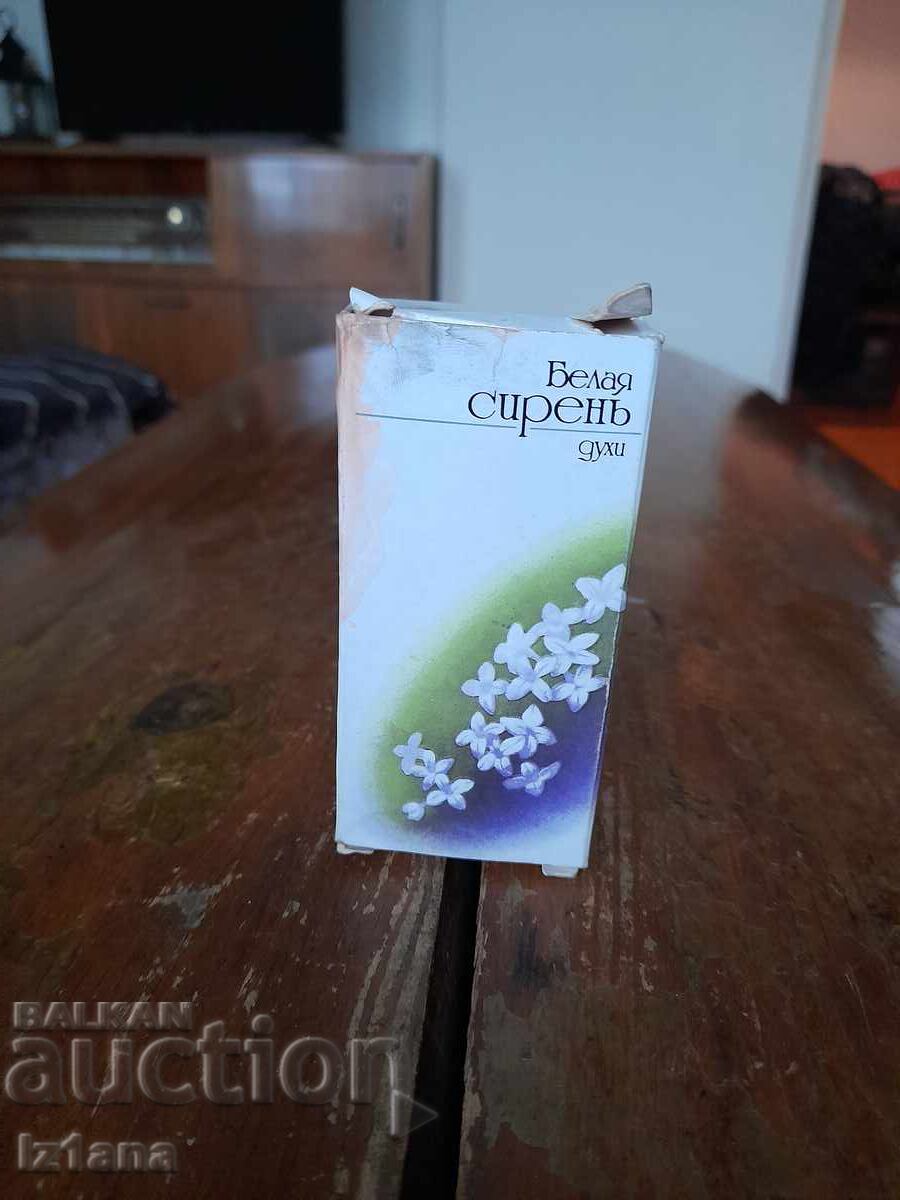 Белая
сирень
духи
BALKAN
auction
Iz1ana